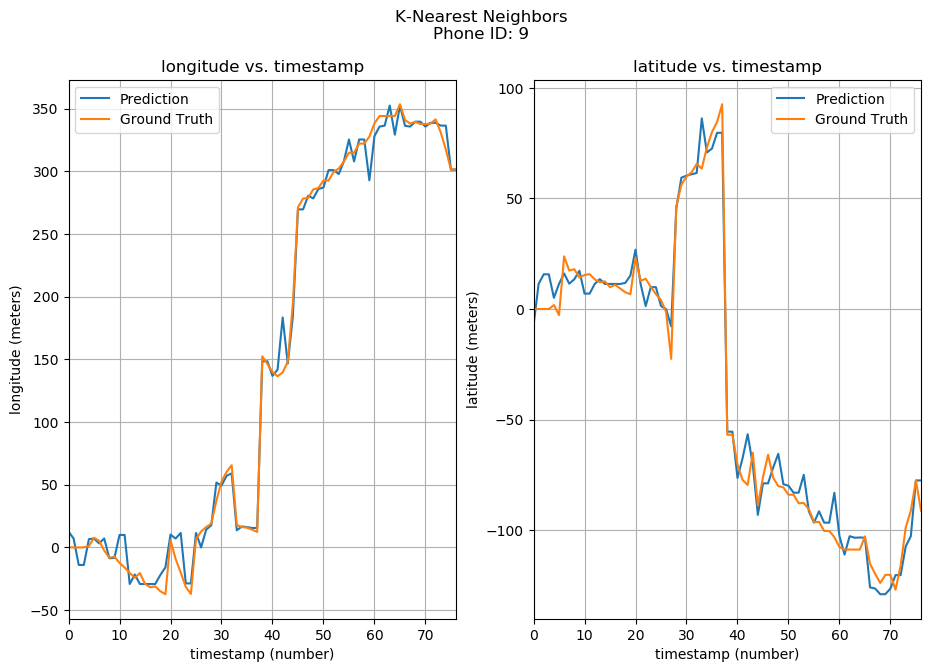 K-Nearest Neighbors
Phone ID: 9
longitude vs. timestamp
Prediction
Ground Truth
350
300
250
200
150
100
50
0
−50
longitude (meters)
0 10 20 30 40 50 60 70
timestamp (number)
latitude vs. timestamp
Prediction
Ground Truth
100
50
0
−50
−100
latitude (meters)
0 10 20 30 40 50 60 70
timestamp (number)